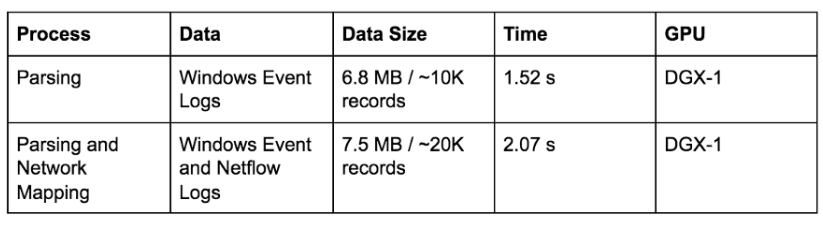 Process Data Data Size Time GPU
Parsing Windows Event 6.8 MB / ~10K 1.52 s DGX-1
Logs records
Parsing and Windows Event 7.5 MB / ~20K 2.07 s DGX-1
Network and Netflow records
Mapping Logs